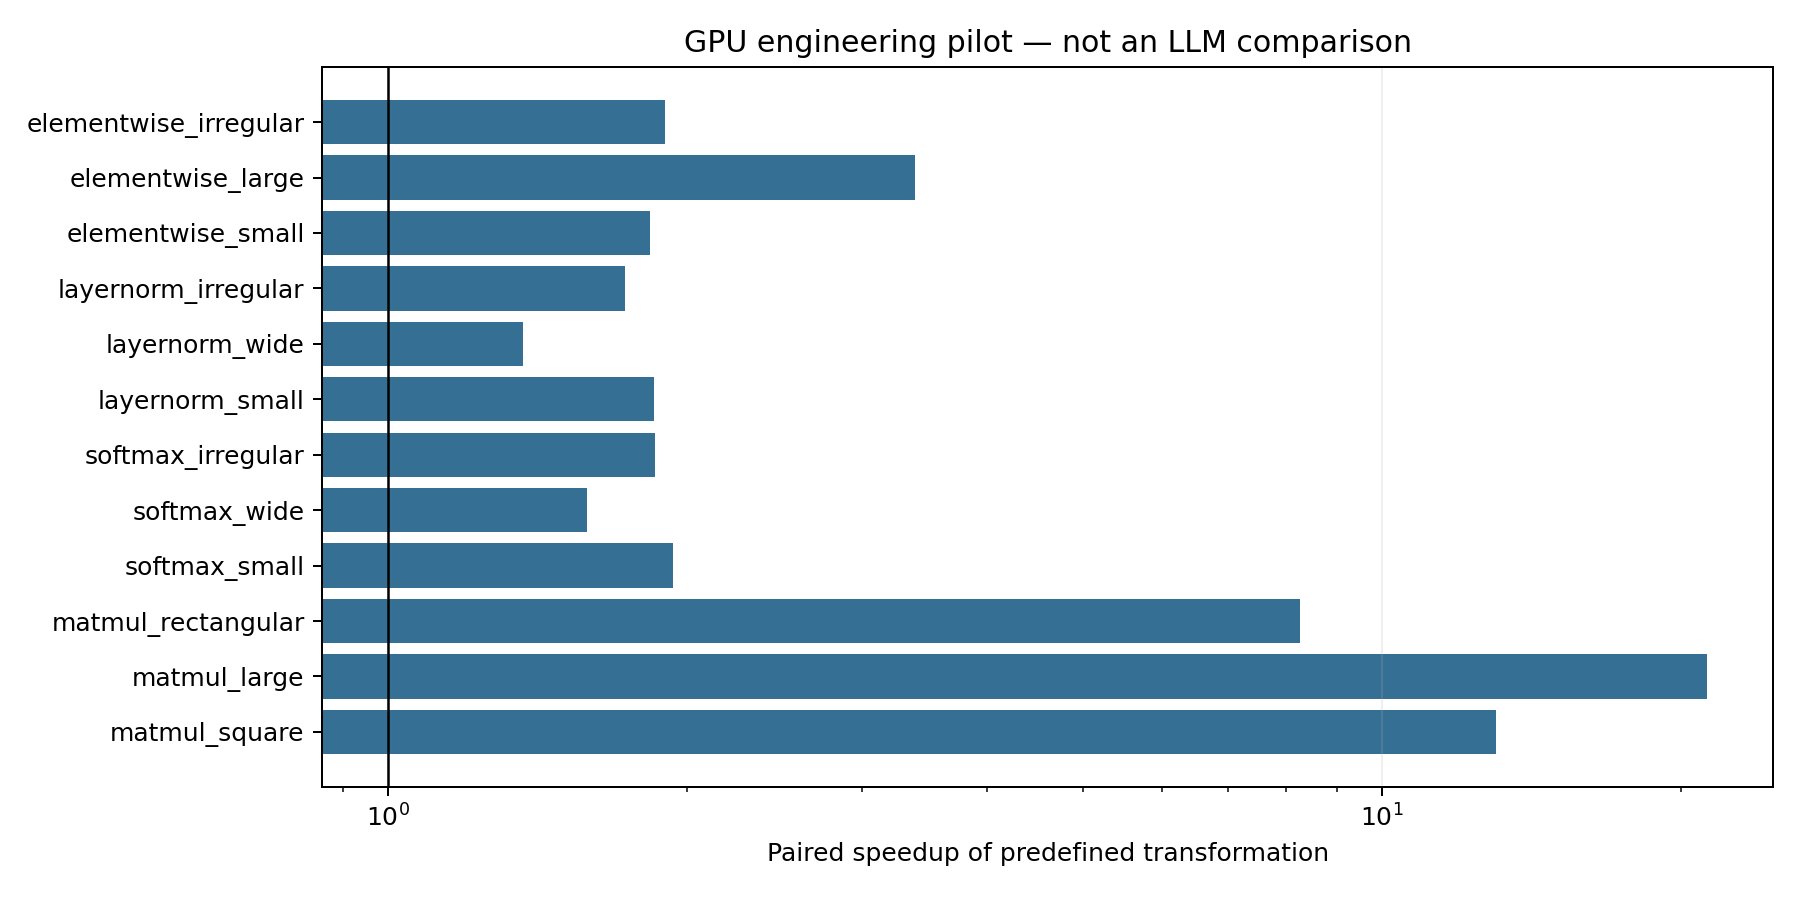 GPU engineering pilot — not an LLM comparison
elementwise_irregular
elementwise_large
elementwise_small
layernorm_irregular
layernorm_wide
layernorm_small
softmax_irregular
softmax_wide
softmax_small
matmul_rectangular
matmul_large
matmul_square
10⁰ 10¹
Paired speedup of predefined transformation